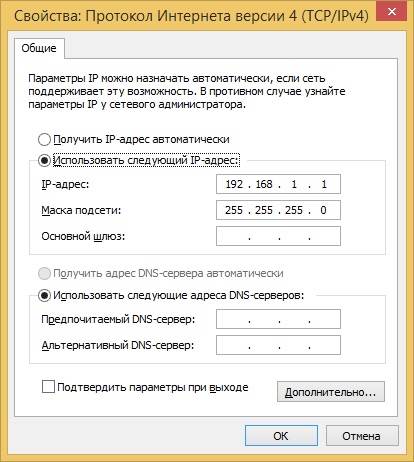 Свойства: Протокол Интернета версии 4 (TCP/IPv4)
Общие
Параметры IP можно назначать автоматически, если сеть
поддерживает эту возможность. В противном случае узнайте
параметры IP у сетевого администратора.
Получить IP-адрес автоматически
Использовать следующий IP-адрес:
IP-адрес: 192 . 168 . 1 . 1
Маска подсети: 255 . 255 . 255 . 0
Основной шлюз: . . .
Получить адрес DNS-сервера автоматически
Использовать следующие адреса DNS-серверов:
Предпочитаемый DNS-сервер: . . .
Альтернативный DNS-сервер: . . .
Подтвердить параметры при выходе
Дополнительно...
ОК
Отмена